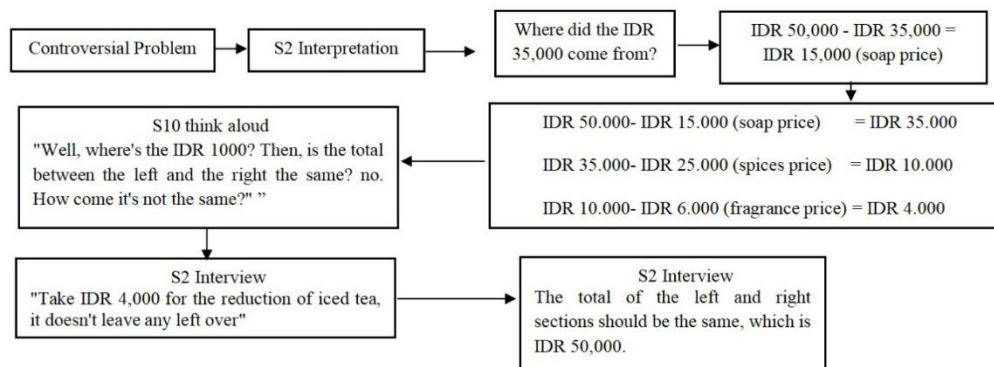 Controversial Problem
S2 Interpretation
Where did the IDR
35,000 come from?
IDR 50,000 - IDR 35,000 =
IDR 15,000 (soap price)
IDR 50.000- IDR 15.000 (soap price) = IDR 35.000
IDR 35.000- IDR 25.000 (spices price) = IDR 10.000
IDR 10.000- IDR 6.000 (fragrance price) = IDR 4.000
S10 think aloud
"Well, where's the IDR 1000? Then, is the total
between the left and the right the same? no.
How come it's not the same?" ”
S2 Interview
"Take IDR 4,000 for the reduction of iced tea,
it doesn't leave any left over"
S2 Interview
The total of the left and right
sections should be the same, which is
IDR 50,000.